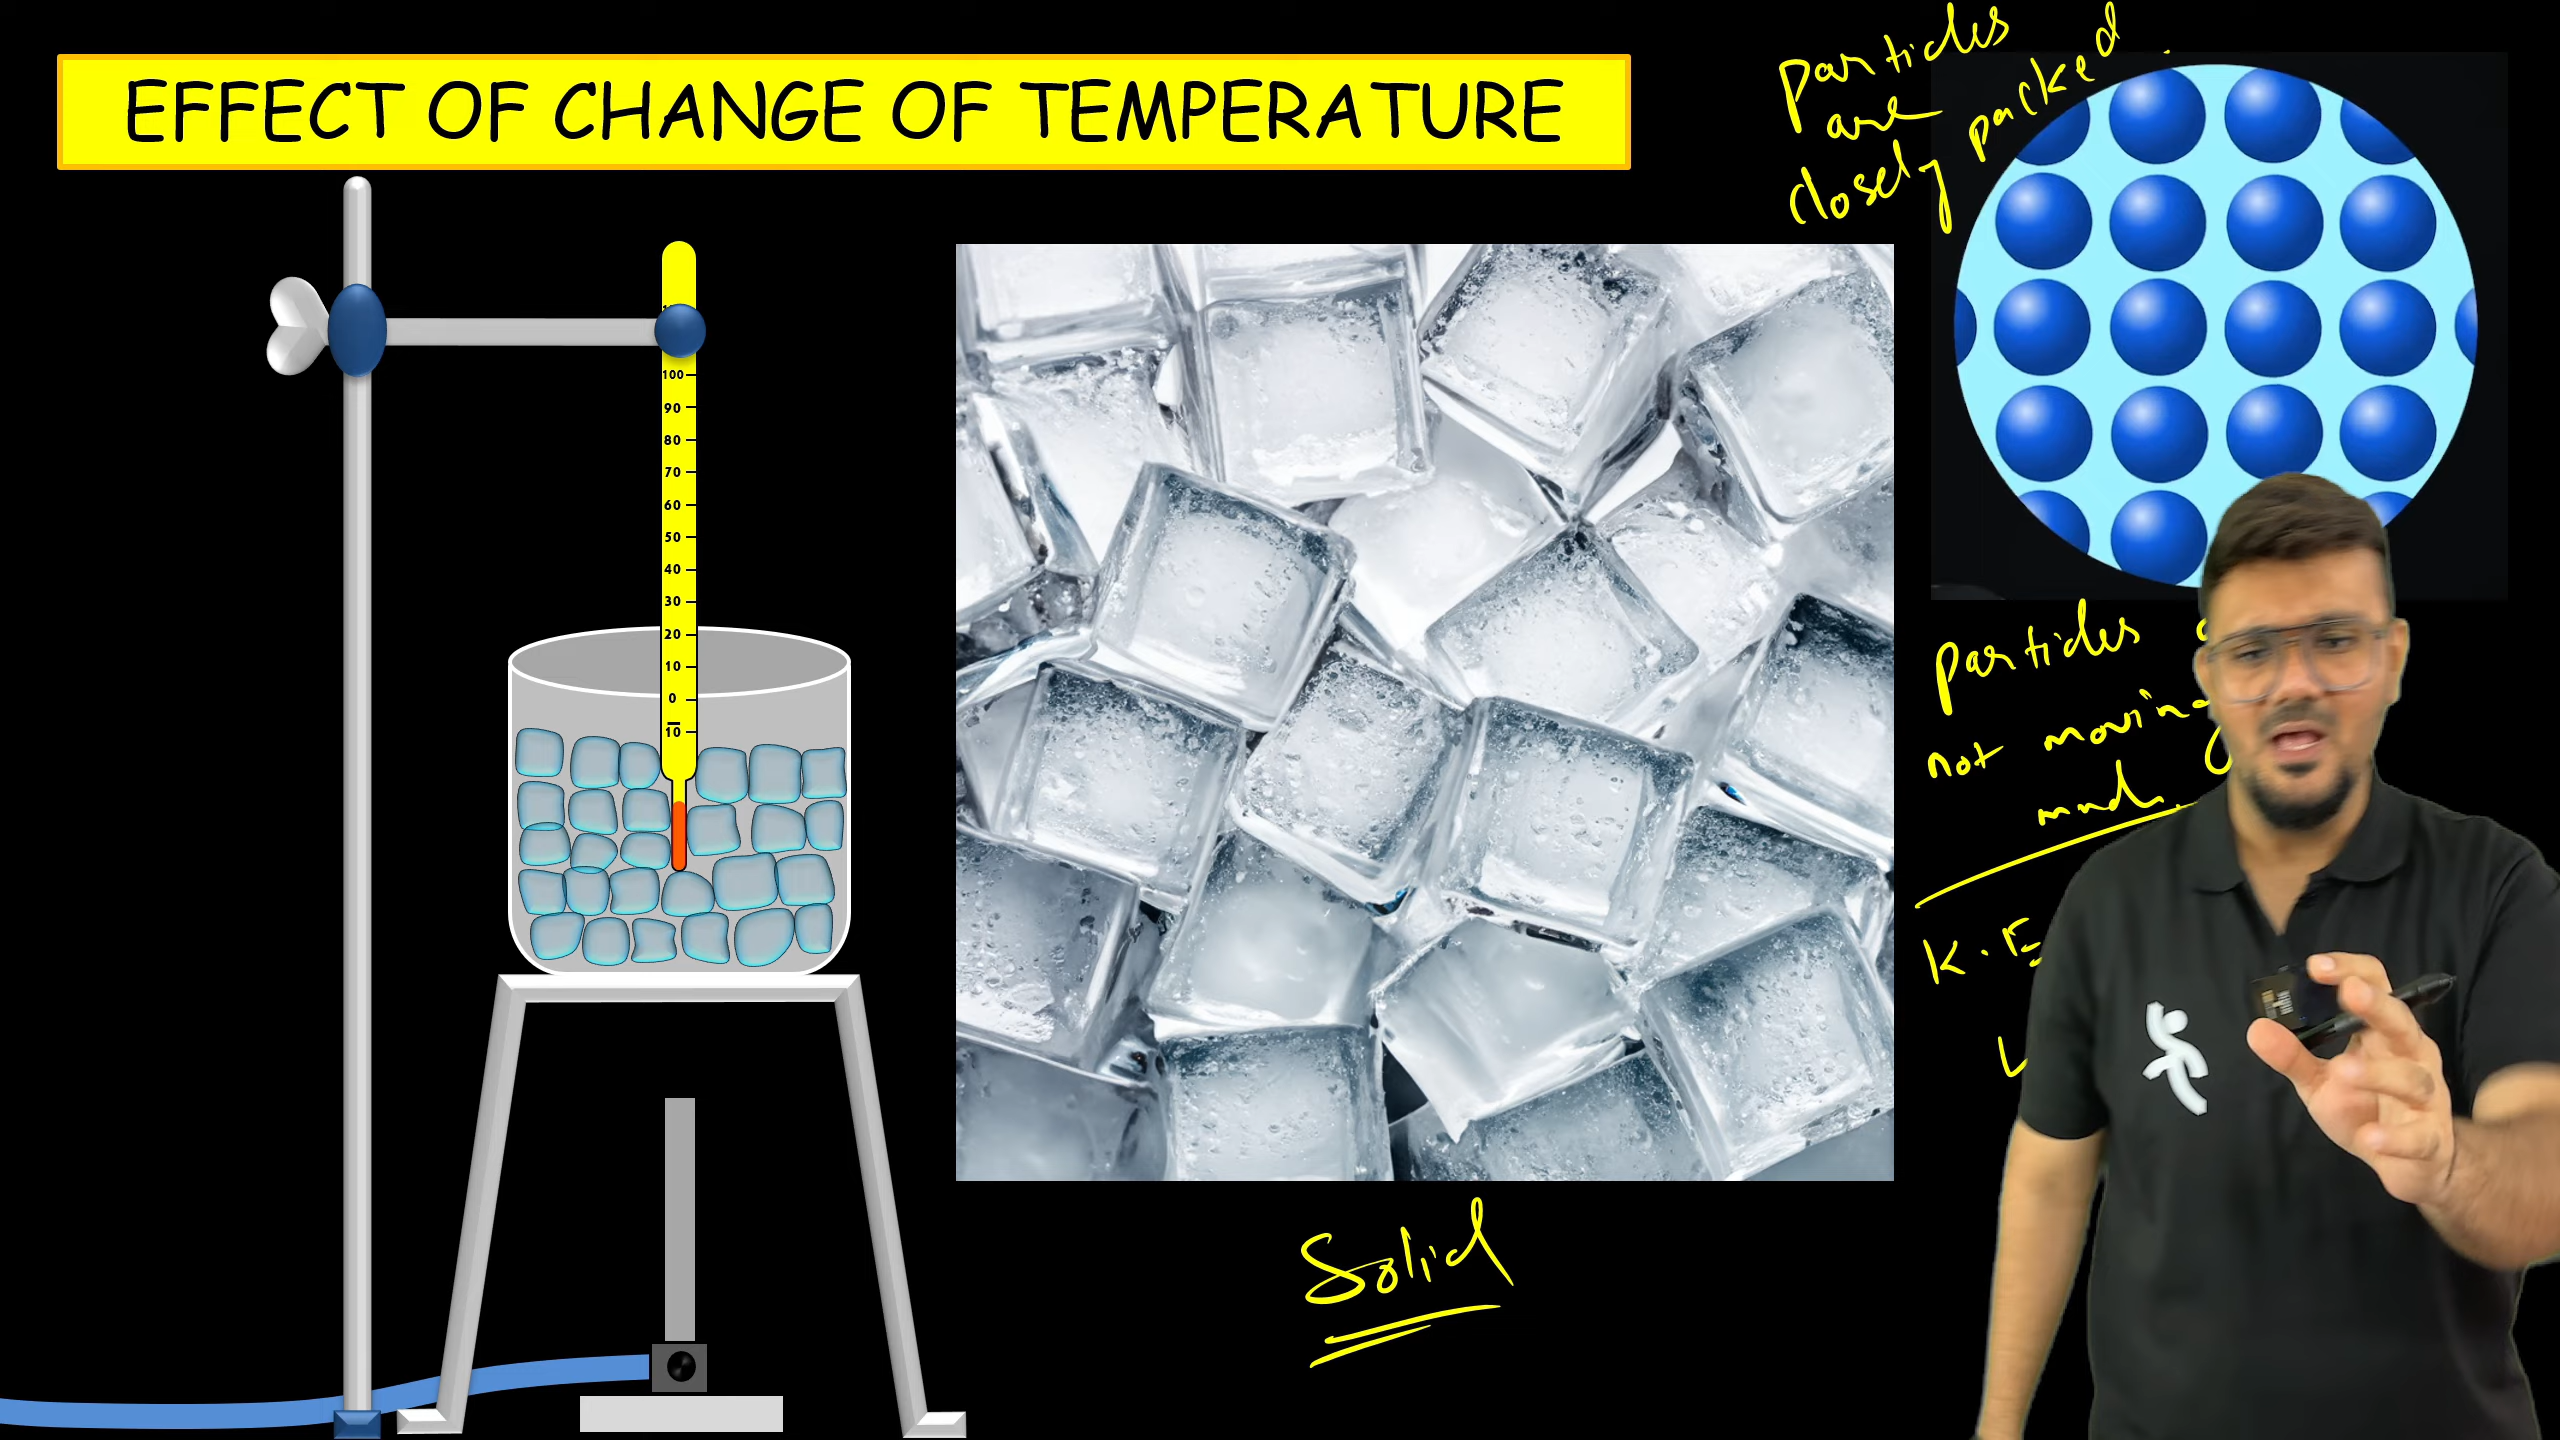 EFFECT OF CHANGE OF TEMPERATURE
particles
are
closely packed.
100
90
80
70
60
50
40
30
20
10
0
10
particles
not moving
much.
K.E
L
Solid